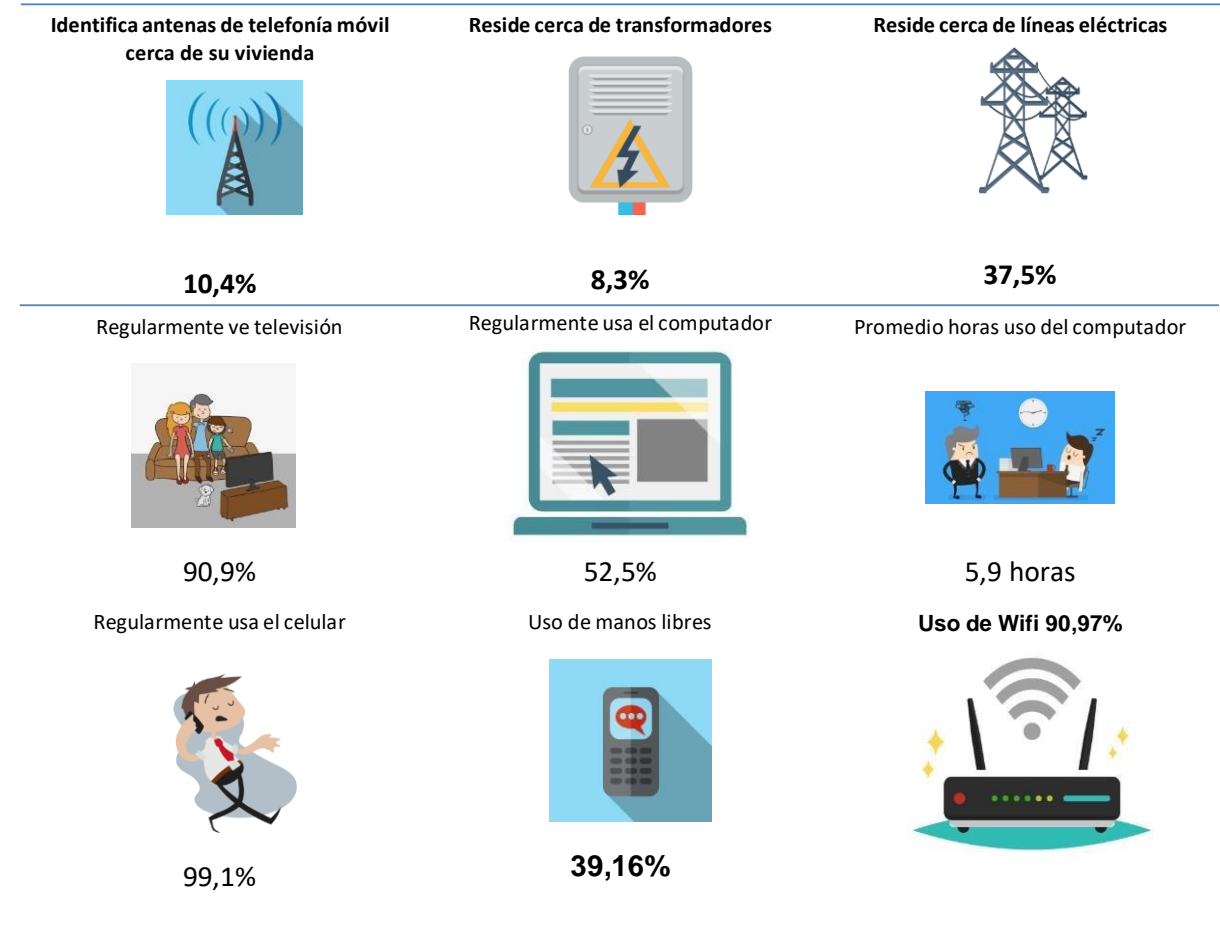 Identifica antenas de telefonía móvil
cerca de su vivienda
Reside cerca de transformadores
Reside cerca de líneas eléctricas
10,4%
8,3%
37,5%
Regularmente ve televisión
Regularmente usa el computador
Promedio horas uso del computador
z
z
90,9%
52,5%
5,9 horas
Regularmente usa el celular
Uso de manos libres
Uso de Wifi 90,97%
99,1%
39,16%